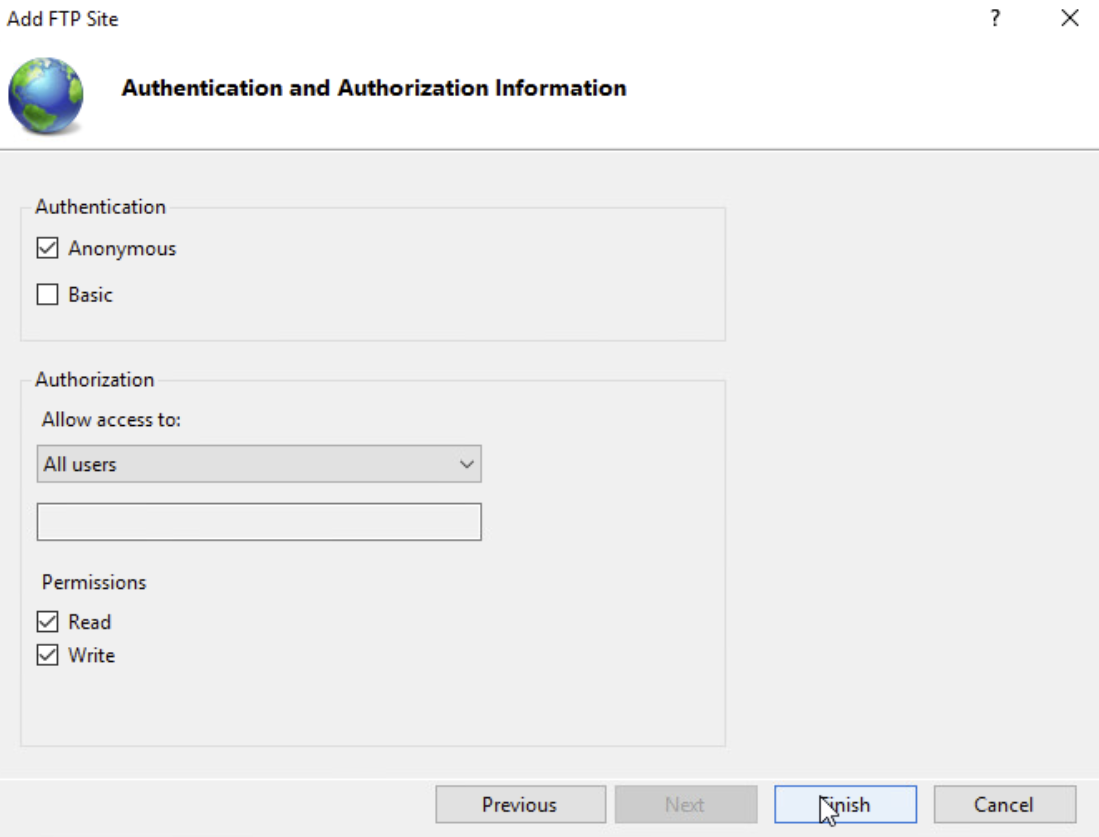 Add FTP Site
?
Authentication and Authorization Information
Authentication
Anonymous
Basic
Authorization
Allow access to:
All users
Permissions
Read
Write
Previous Next Finish Cancel